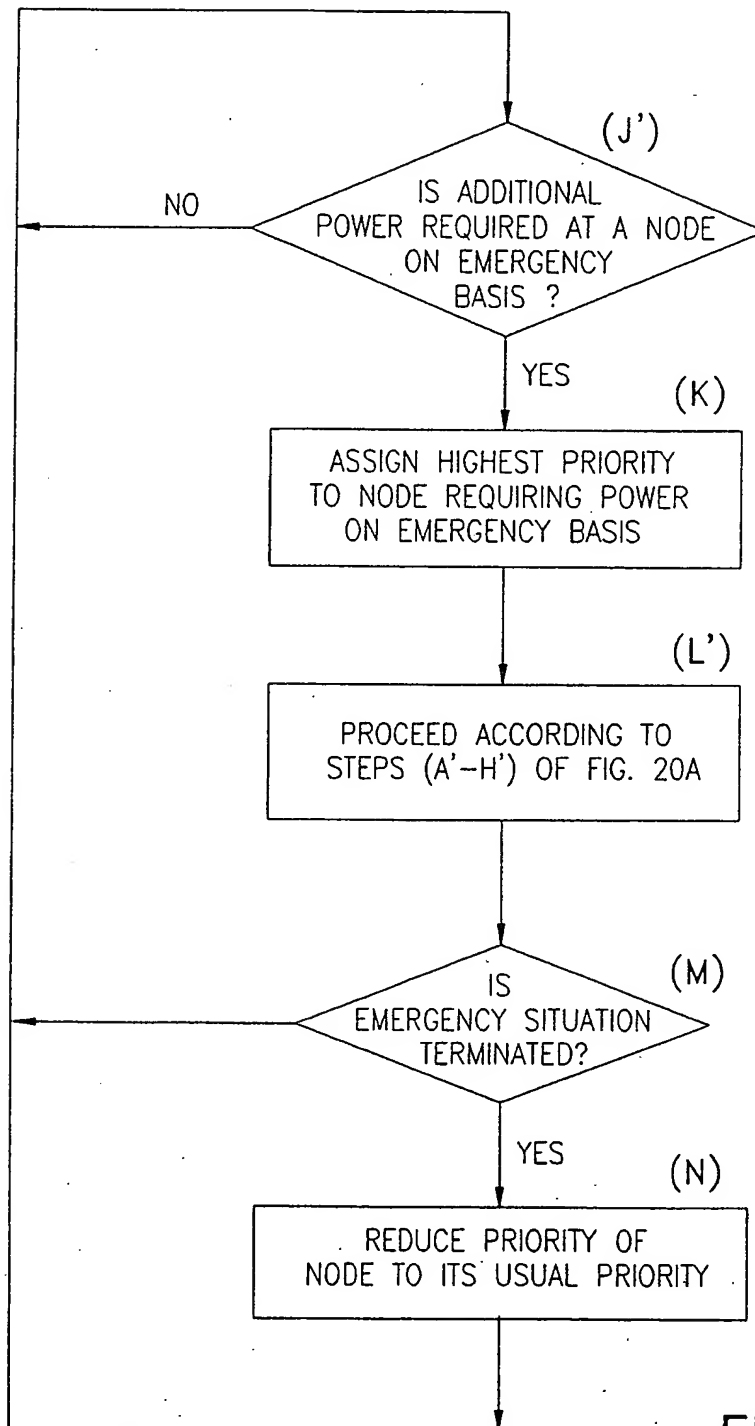 (J')
IS ADDITIONAL
POWER REQUIRED AT A NODE
ON EMERGENCY
BASIS ?
NO
YES
(K)
ASSIGN HIGHEST PRIORITY
TO NODE REQUIRING POWER
ON EMERGENCY BASIS
(L')
PROCEED ACCORDING TO
STEPS (A'-H') OF FIG. 20A
(M)
IS
EMERGENCY SITUATION
TERMINATED?
YES
(N)
REDUCE PRIORITY OF
NODE TO ITS USUAL PRIORITY